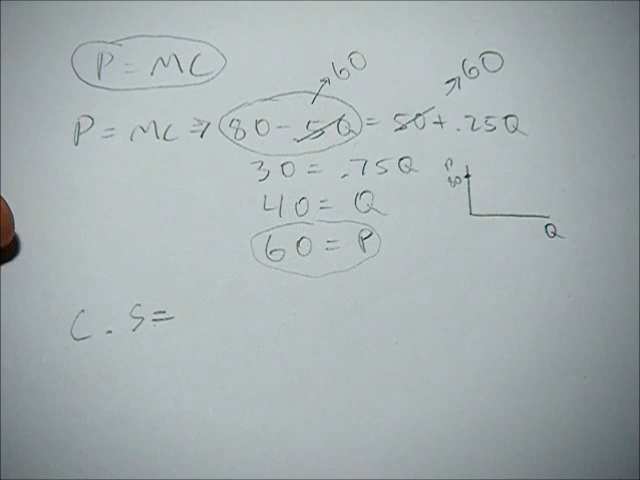 P = MC
60 60
P = MC ⇒ 80 - .5Q = 50 + .25Q
30 = .75Q
40 = Q
60 = P
P
80
Q
C.S =